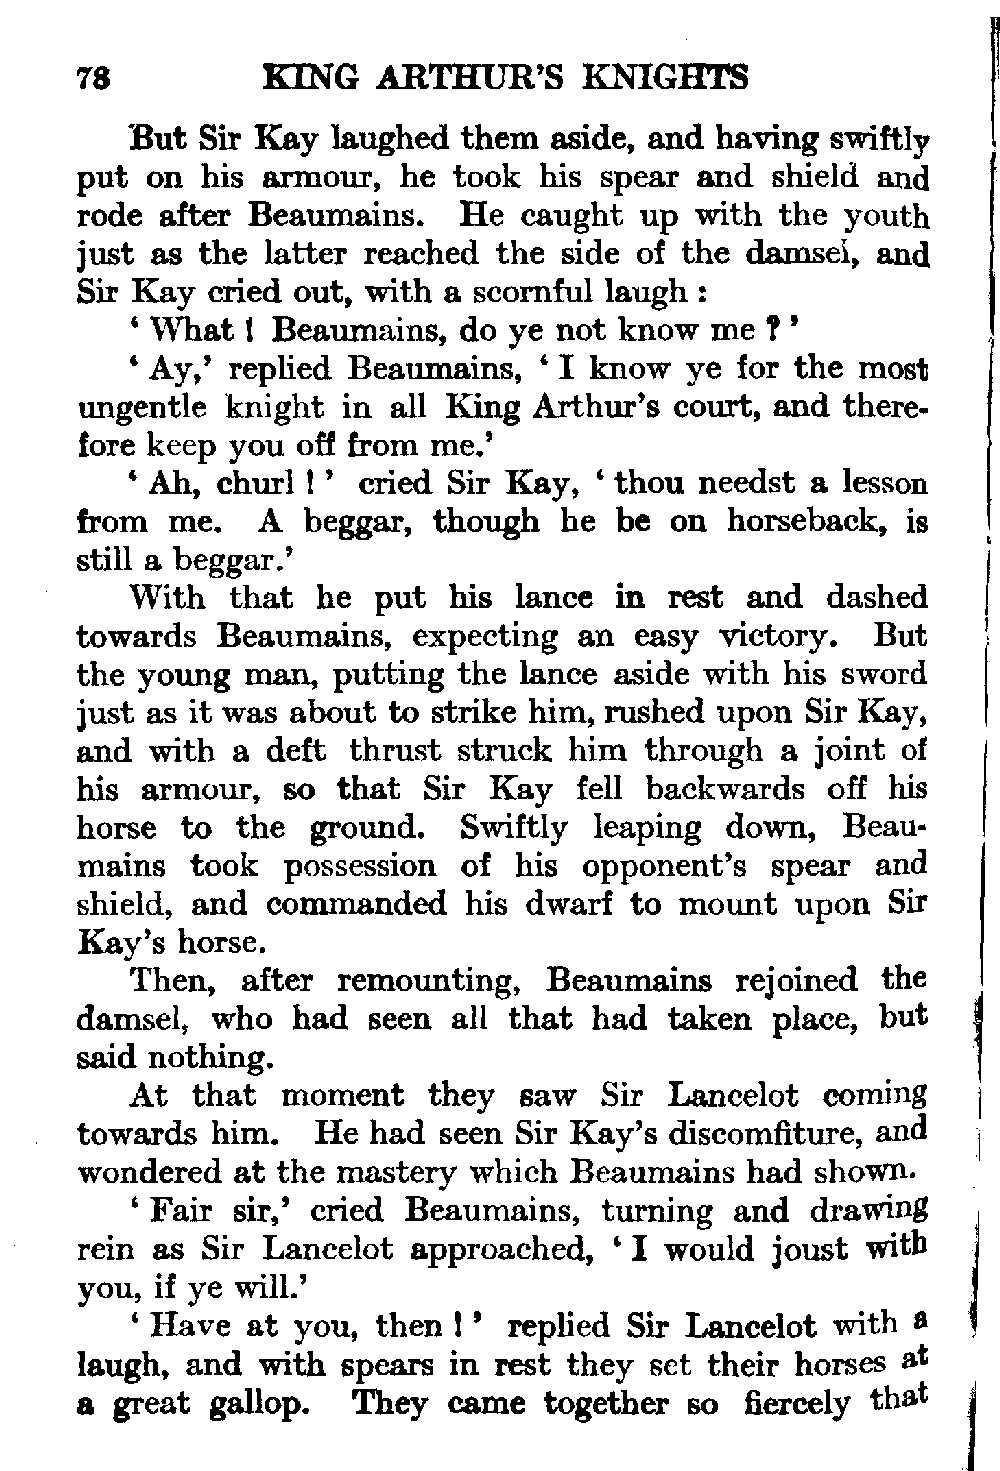 78 KING ARTHUR'S KNIGHTS
But Sir Kay laughed them aside, and having swiftly
put on his armour, he took his spear and shield and
rode after Beaumains. He caught up with the youth
just as the latter reached the side of the damsel, and
Sir Kay cried out, with a scornful laugh :
‘ What ! Beaumains, do ye not know me ? ’
‘ Ay,’ replied Beaumains, ‘ I know ye for the most
ungentle knight in all King Arthur’s court, and there-
fore keep you off from me.’
‘ Ah, churl ! ’ cried Sir Kay, ‘ thou needst a lesson
from me. A beggar, though he be on horseback, is
still a beggar.’
With that he put his lance in rest and dashed
towards Beaumains, expecting an easy victory. But
the young man, putting the lance aside with his sword
just as it was about to strike him, rushed upon Sir Kay,
and with a deft thrust struck him through a joint of
his armour, so that Sir Kay fell backwards off his
horse to the ground. Swiftly leaping down, Beau-
mains took possession of his opponent’s spear and
shield, and commanded his dwarf to mount upon Sir
Kay’s horse.
Then, after remounting, Beaumains rejoined the
damsel, who had seen all that had taken place, but
said nothing.
At that moment they saw Sir Lancelot coming
towards him. He had seen Sir Kay’s discomfiture, and
wondered at the mastery which Beaumains had shown.
‘ Fair sir,’ cried Beaumains, turning and drawing
rein as Sir Lancelot approached, ‘ I would joust with
you, if ye will.’
‘ Have at you, then ! ’ replied Sir Lancelot with a
laugh, and with spears in rest they set their horses at
a great gallop. They came together so fiercely that